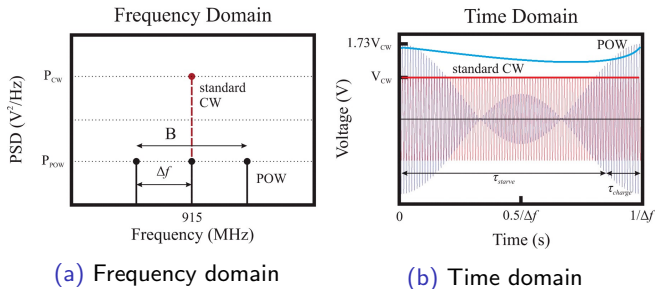 Frequency Domain
PSD (V²/Hz)
P_CW
standard
CW
B
Δf
P_POW
POW
915
Frequency (MHz)
(a) Frequency domain
Time Domain
Voltage (V)
1.73V_CW
POW
standard CW
V_CW
τ_starve
τ_charge
0
0.5/Δf
1/Δf
Time (s)
(b) Time domain